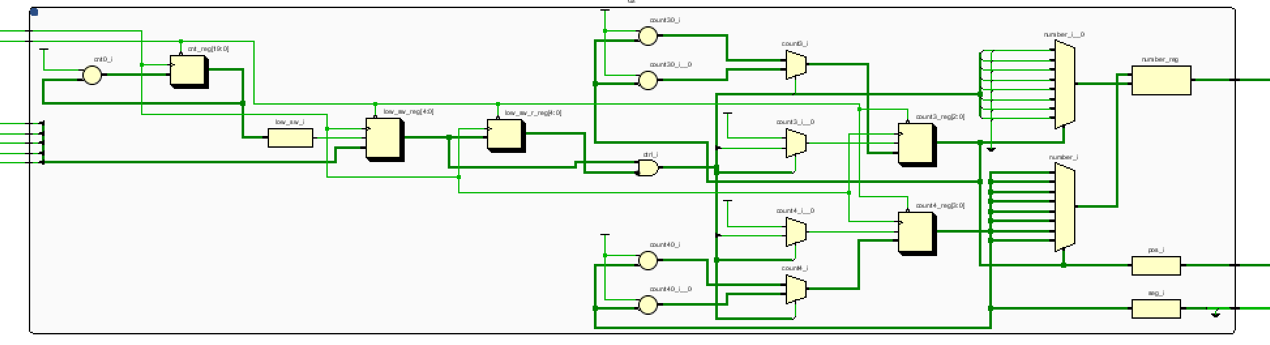 count30_i
count3_i
number_i__0
cnt0_i
cnt_reg[19:0]
count30_i__0
number_reg
low_sw_i
low_sw_reg[4:0]
low_sw_r_reg[4:0]
count3_i__0
count3_reg[2:0]
ctrl_i
number_i
count4_i__0
count4_reg[3:0]
count40_i
count4_i
pos_i
count40_i__0
seg_i